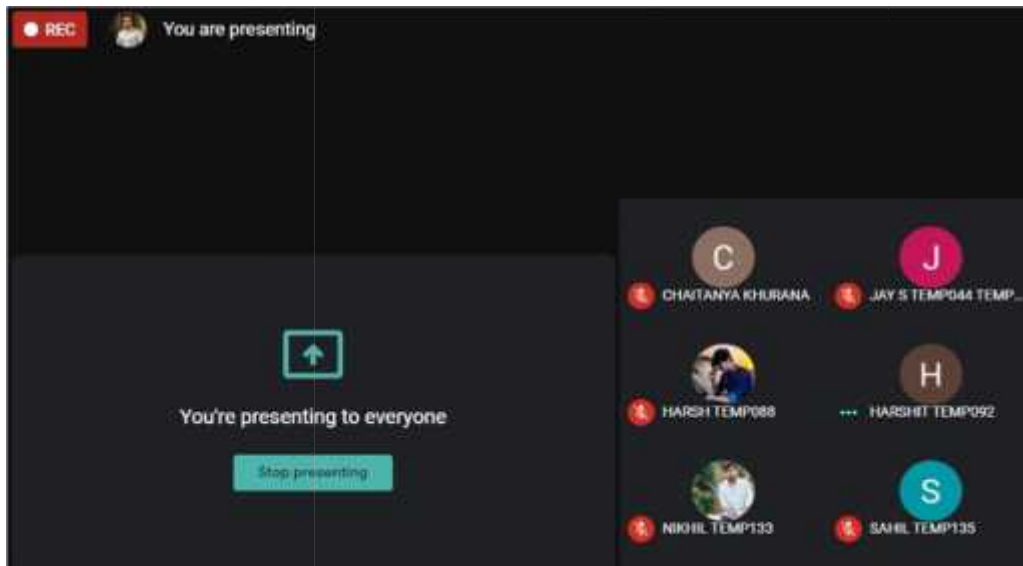 REC
You are presenting
You're presenting to everyone
Stop presenting
C
J
CHAITANYA KHURANA
JAY S TEMP044 TEMP...
H
HARSH TEMP088
HARSHIT TEMP092
S
NIKHIL TEMP133
SAHIL TEMP135